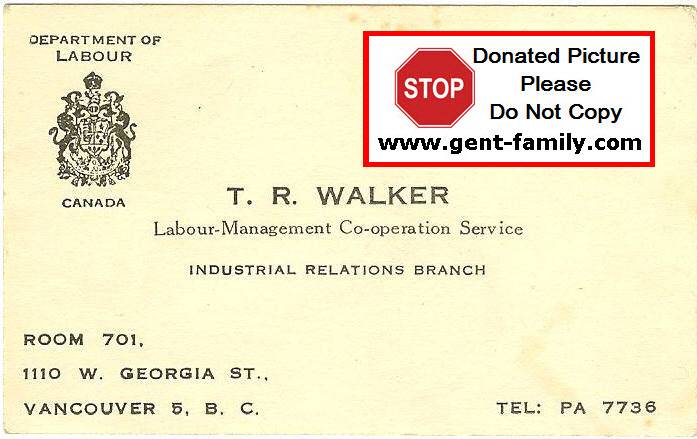 DEPARTMENT OF
LABOUR
CANADA
STOP
Donated Picture
Please
Do Not Copy
www.gent-family.com
T. R. WALKER
Labour-Management Co-operation Service
INDUSTRIAL RELATIONS BRANCH
ROOM 701,
1110 W. GEORGIA ST.,
VANCOUVER 5, B. C.
TEL: PA 7736